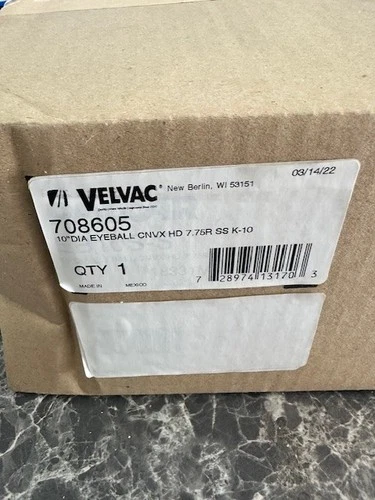 VELVAC® New Berlin, WI 53151
03/14/22
708605
10"DIA EYEBALL CNVX HD 7.75R SS K-10
QTY 1
7 28974 13170 3
MADE IN MEXICO